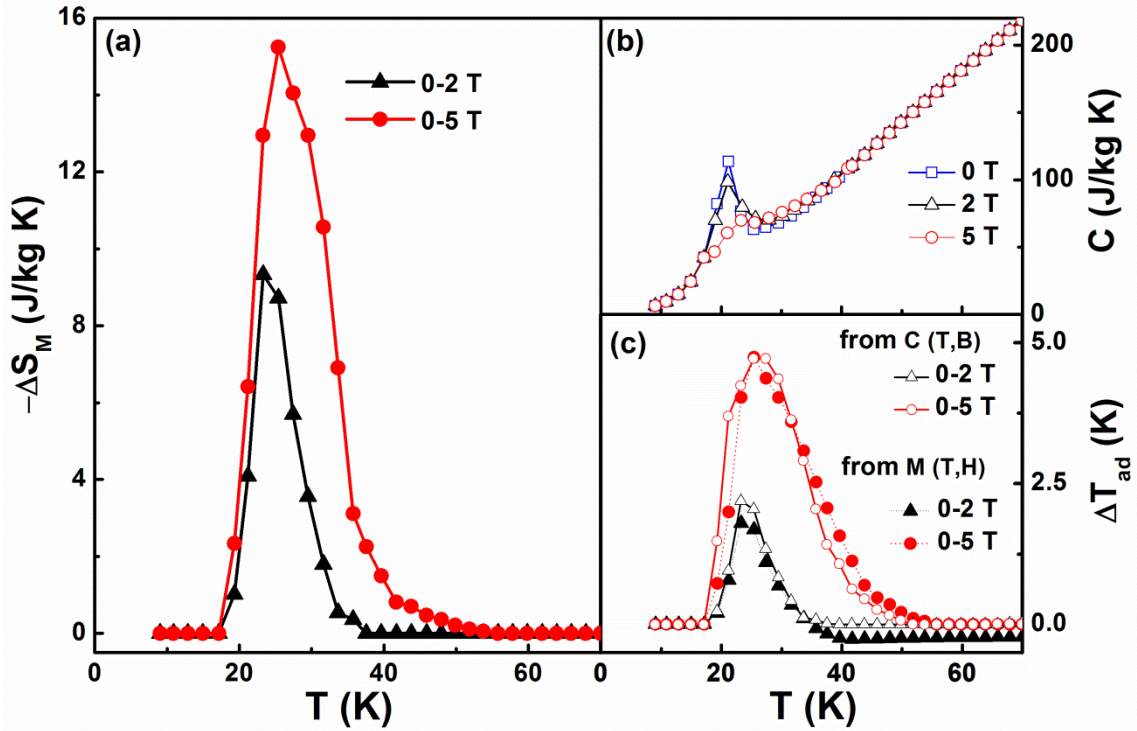 (a)
0-2 T
0-5 T
−ΔS_M (J/kg K)
16
12
8
4
0
0
20
40
60
T (K)
(b)
0 T
2 T
5 T
C (J/kg K)
200
100
0
(c)
from C (T,B)
0-2 T
0-5 T
from M (T,H)
0-2 T
0-5 T
ΔT_ad (K)
5.0
2.5
0.0
0
20
40
60
T (K)